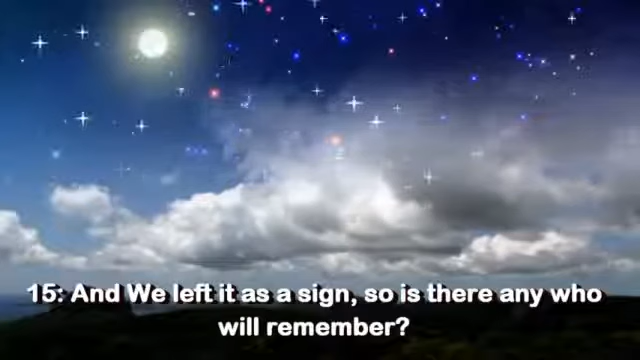 15: And We left it as a sign, so is there any who
will remember?